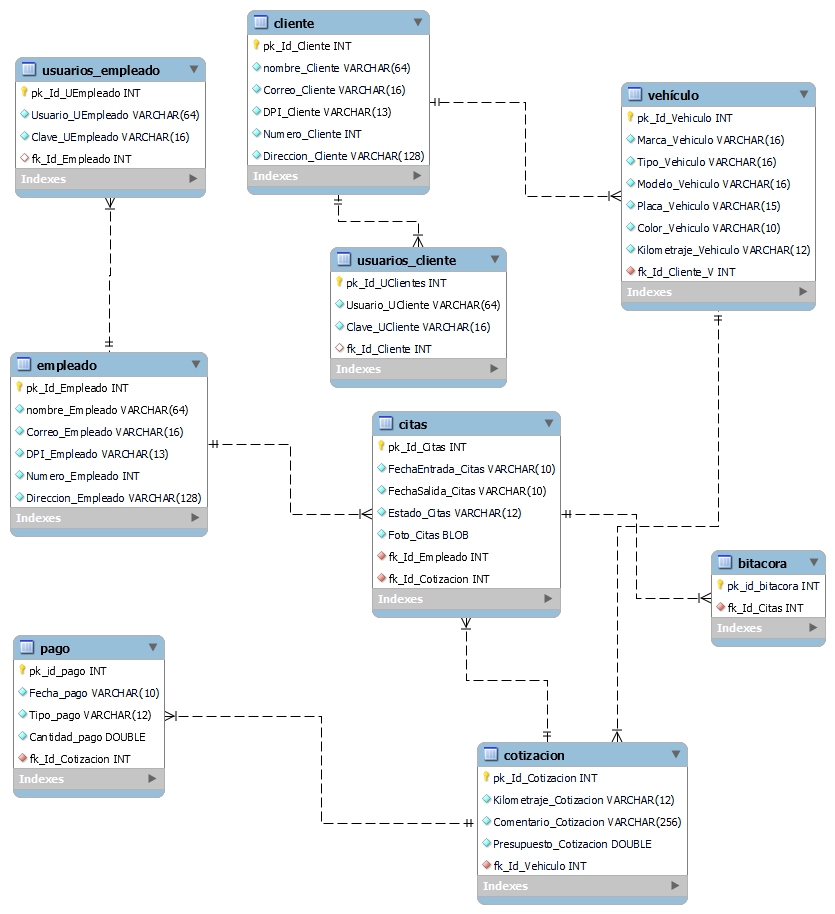 cliente
pk_Id_Cliente INT
nombre_Cliente VARCHAR(64)
Correo_Cliente VARCHAR(16)
DPI_Cliente VARCHAR(13)
Numero_Cliente INT
Direccion_Cliente VARCHAR(128)
Indexes
usuarios_empleado
pk_Id_UEmpleado INT
Usuario_UEmpleado VARCHAR(64)
Clave_UEmpleado VARCHAR(16)
fk_Id_Empleado INT
Indexes
vehículo
pk_Id_Vehiculo INT
Marca_Vehiculo VARCHAR(16)
Tipo_Vehiculo VARCHAR(16)
Modelo_Vehiculo VARCHAR(16)
Placa_Vehiculo VARCHAR(15)
Color_Vehiculo VARCHAR(10)
Kilometraje_Vehiculo VARCHAR(12)
fk_Id_Cliente_V INT
Indexes
usuarios_cliente
pk_Id_UClientes INT
Usuario_UCliente VARCHAR(64)
Clave_UCliente VARCHAR(16)
fk_Id_Cliente INT
Indexes
empleado
pk_Id_Empleado INT
nombre_Empleado VARCHAR(64)
Correo_Empleado VARCHAR(16)
DPI_Empleado VARCHAR(13)
Numero_Empleado INT
Direccion_Empleado VARCHAR(128)
Indexes
citas
pk_Id_Citas INT
FechaEntrada_Citas VARCHAR(10)
FechaSalida_Citas VARCHAR(10)
Estado_Citas VARCHAR(12)
Foto_Citas BLOB
fk_Id_Empleado INT
fk_Id_Cotizacion INT
Indexes
bitacora
pk_id_bitacora INT
fk_Id_Citas INT
Indexes
pago
pk_id_pago INT
Fecha_pago VARCHAR(10)
Tipo_pago VARCHAR(12)
Cantidad_pago DOUBLE
fk_Id_Cotizacion INT
Indexes
cotizacion
pk_Id_Cotizacion INT
Kilometraje_Cotizacion VARCHAR(12)
Comentario_Cotizacion VARCHAR(256)
Presupuesto_Cotizacion DOUBLE
fk_Id_Vehiculo INT
Indexes